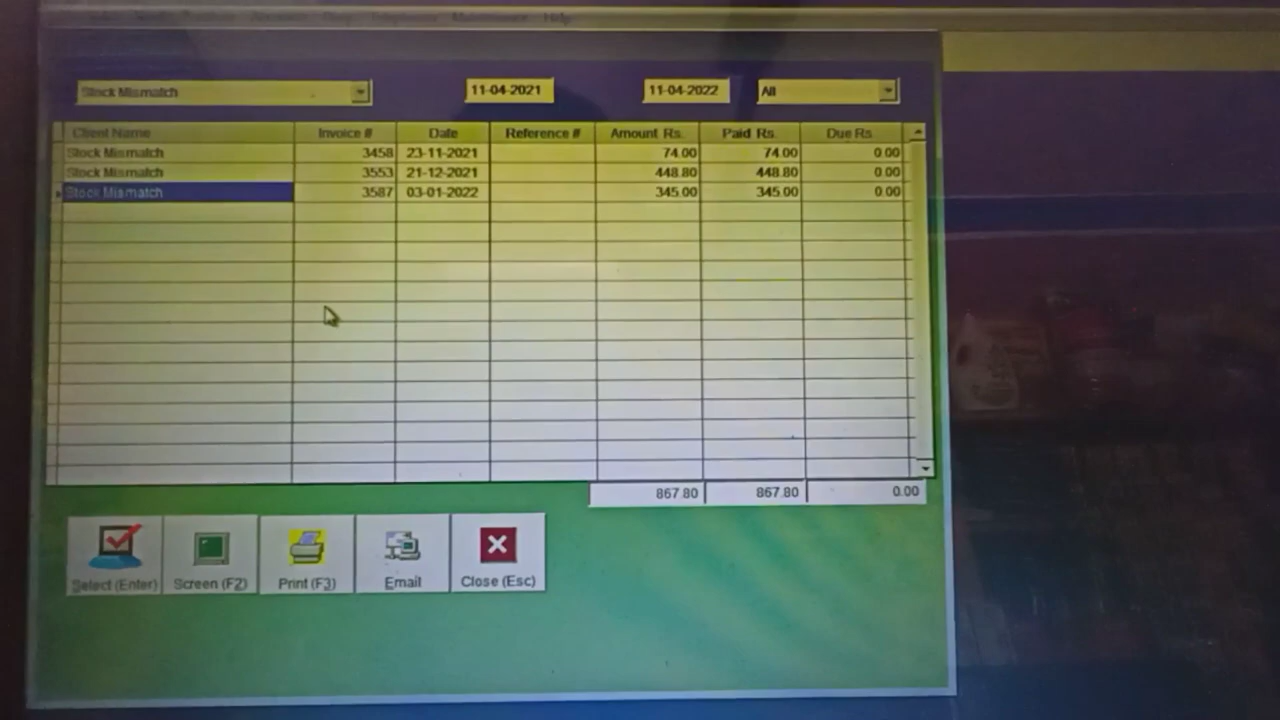 Help
Stock Mismatch 11-04-2021 11-04-2022 All
Client Name Invoice # Date Reference # Amount Rs. Paid Rs. Due Rs.
Stock Mismatch 3458 23-11-2021 74.00 74.00 0.00
Stock Mismatch 3553 21-12-2021 448.80 448.80 0.00
Stock Mismatch 3587 03-01-2022 345.00 345.00 0.00
867.80 867.80 0.00
Select (Enter) Screen (F2) Print (F3) Email Close (Esc)